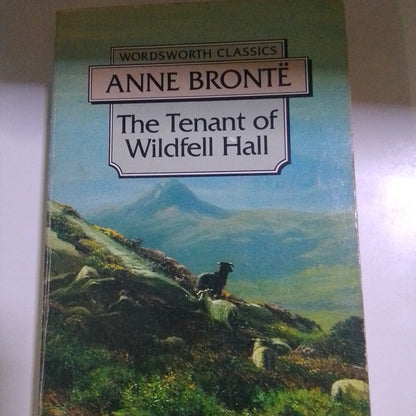 WORDSWORTH CLASSICS
ANNE BRONTË
The Tenant of
Wildfell Hall